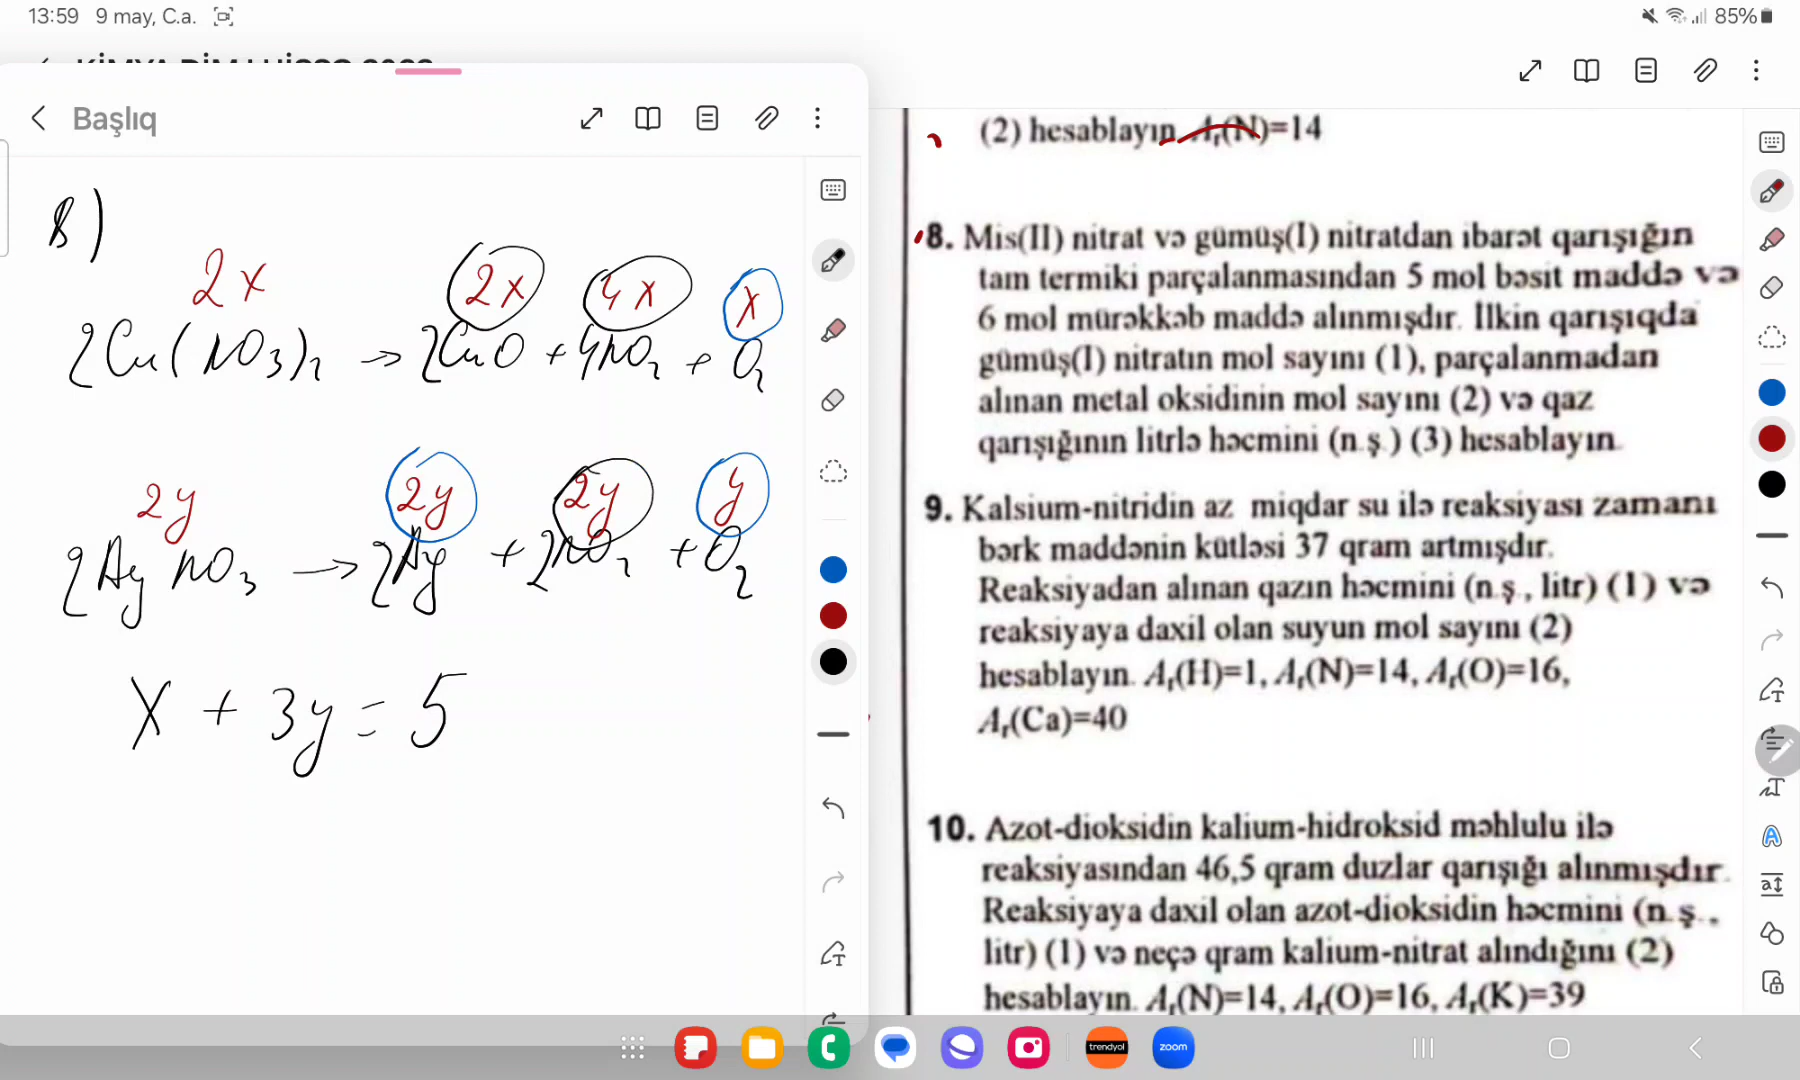 13:59 9 may, C.a.
85%
Başlıq
8)
2x 2x 4x x
2Cu(NO3)2 → 2CuO + 4NO2 + O2
2y 2y 2y y
2AgNO3 → 2Ag + 2NO2 + O2
x + 3y = 5
(2) hesablayın. Ar(N)=14
8. Mis(II) nitrat və gümüş(I) nitratdan ibarət qarışığın
tam termiki parçalanmasından 5 mol bəsit maddə və
6 mol mürəkkəb maddə alınmışdır. İlkin qarışıqda
gümüş(I) nitratın mol sayını (1), parçalanmadan
alınan metal oksidinin mol sayını (2) və qaz
qarışığının litrlə həcmini (n.ş.) (3) hesablayın.
9. Kalsium-nitridin az miqdar su ilə reaksiyası zamanı
bərk maddənin kütləsi 37 qram artmışdır.
Reaksiyadan alınan qazın həcmini (n.ş., litr) (1) və
reaksiyaya daxil olan suyun mol sayını (2)
hesablayın. Ar(H)=1, Ar(N)=14, Ar(O)=16,
Ar(Ca)=40
10. Azot-dioksidin kalium-hidroksid məhlulu ilə
reaksiyasından 46,5 qram duzlar qarışığı alınmışdır.
Reaksiyaya daxil olan azot-dioksidin həcmini (n.ş.,
litr) (1) və neçə qram kalium-nitrat alındığını (2)
hesablayın. Ar(N)=14, Ar(O)=16, Ar(K)=39
trendyol
zoom